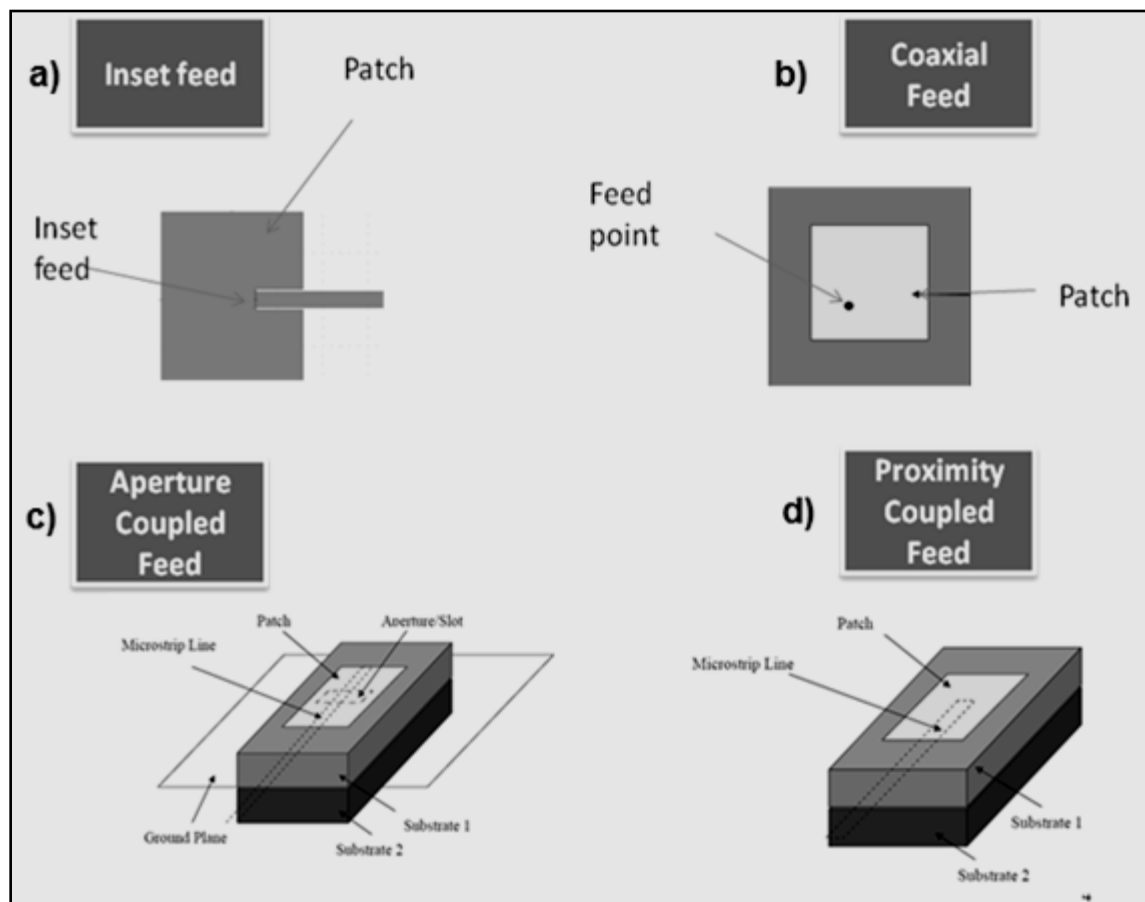 a)
Inset feed
Patch
Inset
feed
b)
Coaxial
Feed
Feed
point
Patch
c)
Aperture
Coupled
Feed
Patch
Aperture/Slot
Microstrip Line
Ground Plane
Substrate 1
Substrate 2
d)
Proximity
Coupled
Feed
Patch
Microstrip Line
Substrate 1
Substrate 2